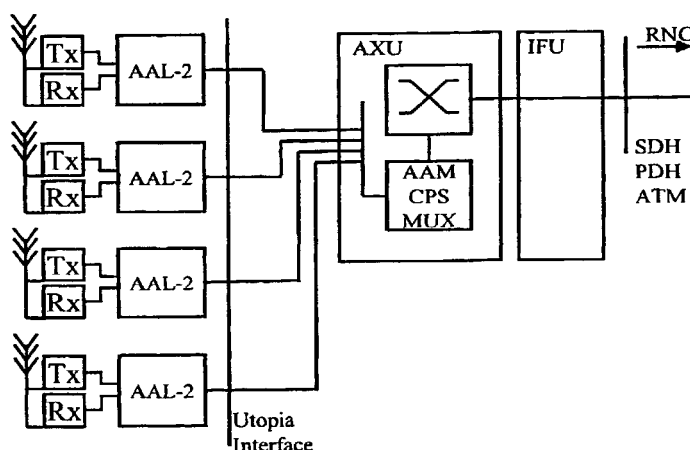 Tx
Rx
AAL-2
Tx
Rx
AAL-2
Tx
Rx
AAL-2
Tx
Rx
AAL-2
Utopia
Interface
AXU
AAM
CPS
MUX
IFU
RNC
SDH
PDH
ATM